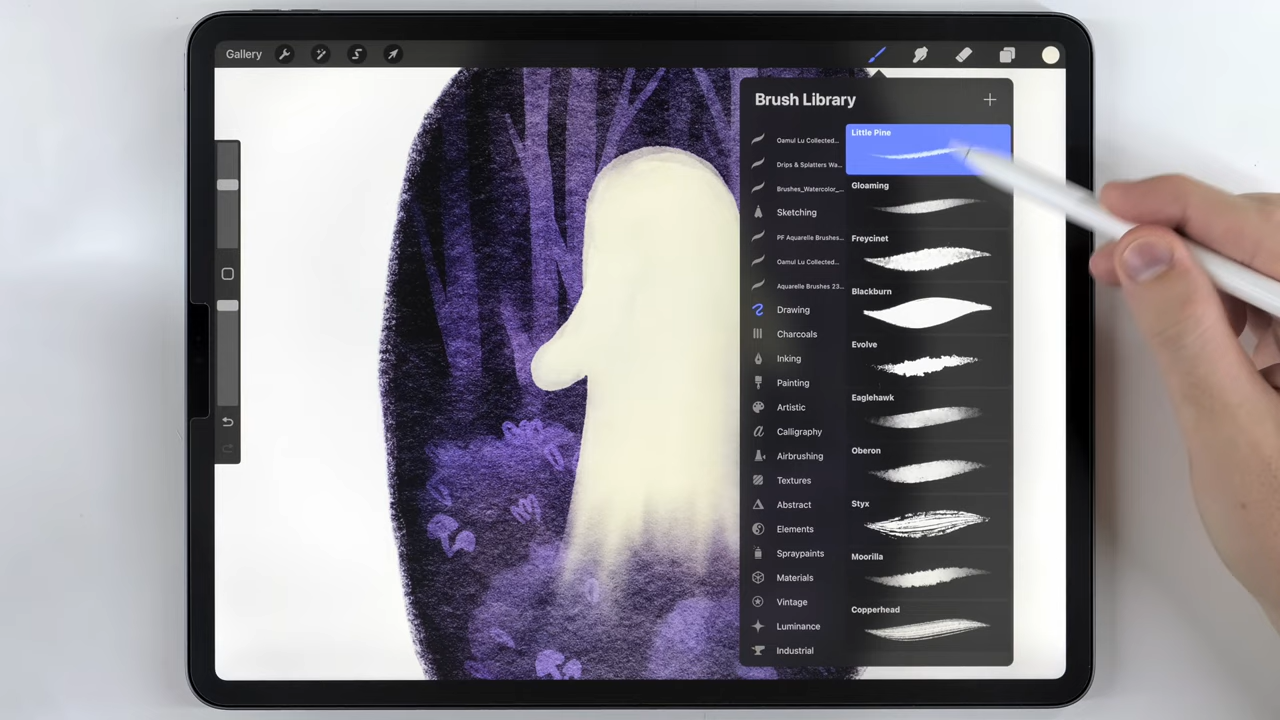 Gallery
Brush Library
Oamul Lu Collected...
Drips & Splatters Wa...
Brushes_Watercolor_...
Sketching
PF Aquarelle Brushes...
Oamul Lu Collected...
Aquarelle Brushes 23...
Drawing
Charcoals
Inking
Painting
Artistic
Calligraphy
Airbrushing
Textures
Abstract
Elements
Spraypaints
Materials
Vintage
Luminance
Industrial
Little Pine
Gloaming
Freycinet
Blackburn
Evolve
Eaglehawk
Oberon
Styx
Moorilla
Copperhead